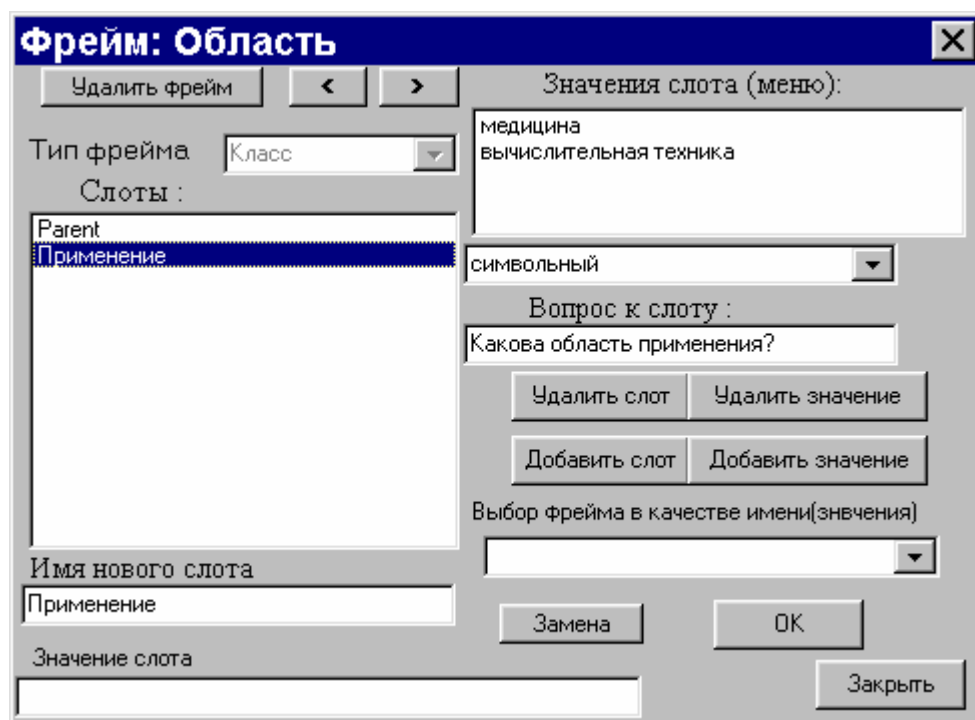 Фрейм: Область
Удалить фрейм < >
Тип фрейма Класс
Слоты :
Parent
Применение
Имя нового слота
Применение
Значение слота
Значения слота (меню):
медицина
вычислительная техника
символьный
Вопрос к слоту :
Какова область применения?
Удалить слот Удалить значение
Добавить слот Добавить значение
Выбор фрейма в качестве имени(знвчения)
Замена OK
Закрыть